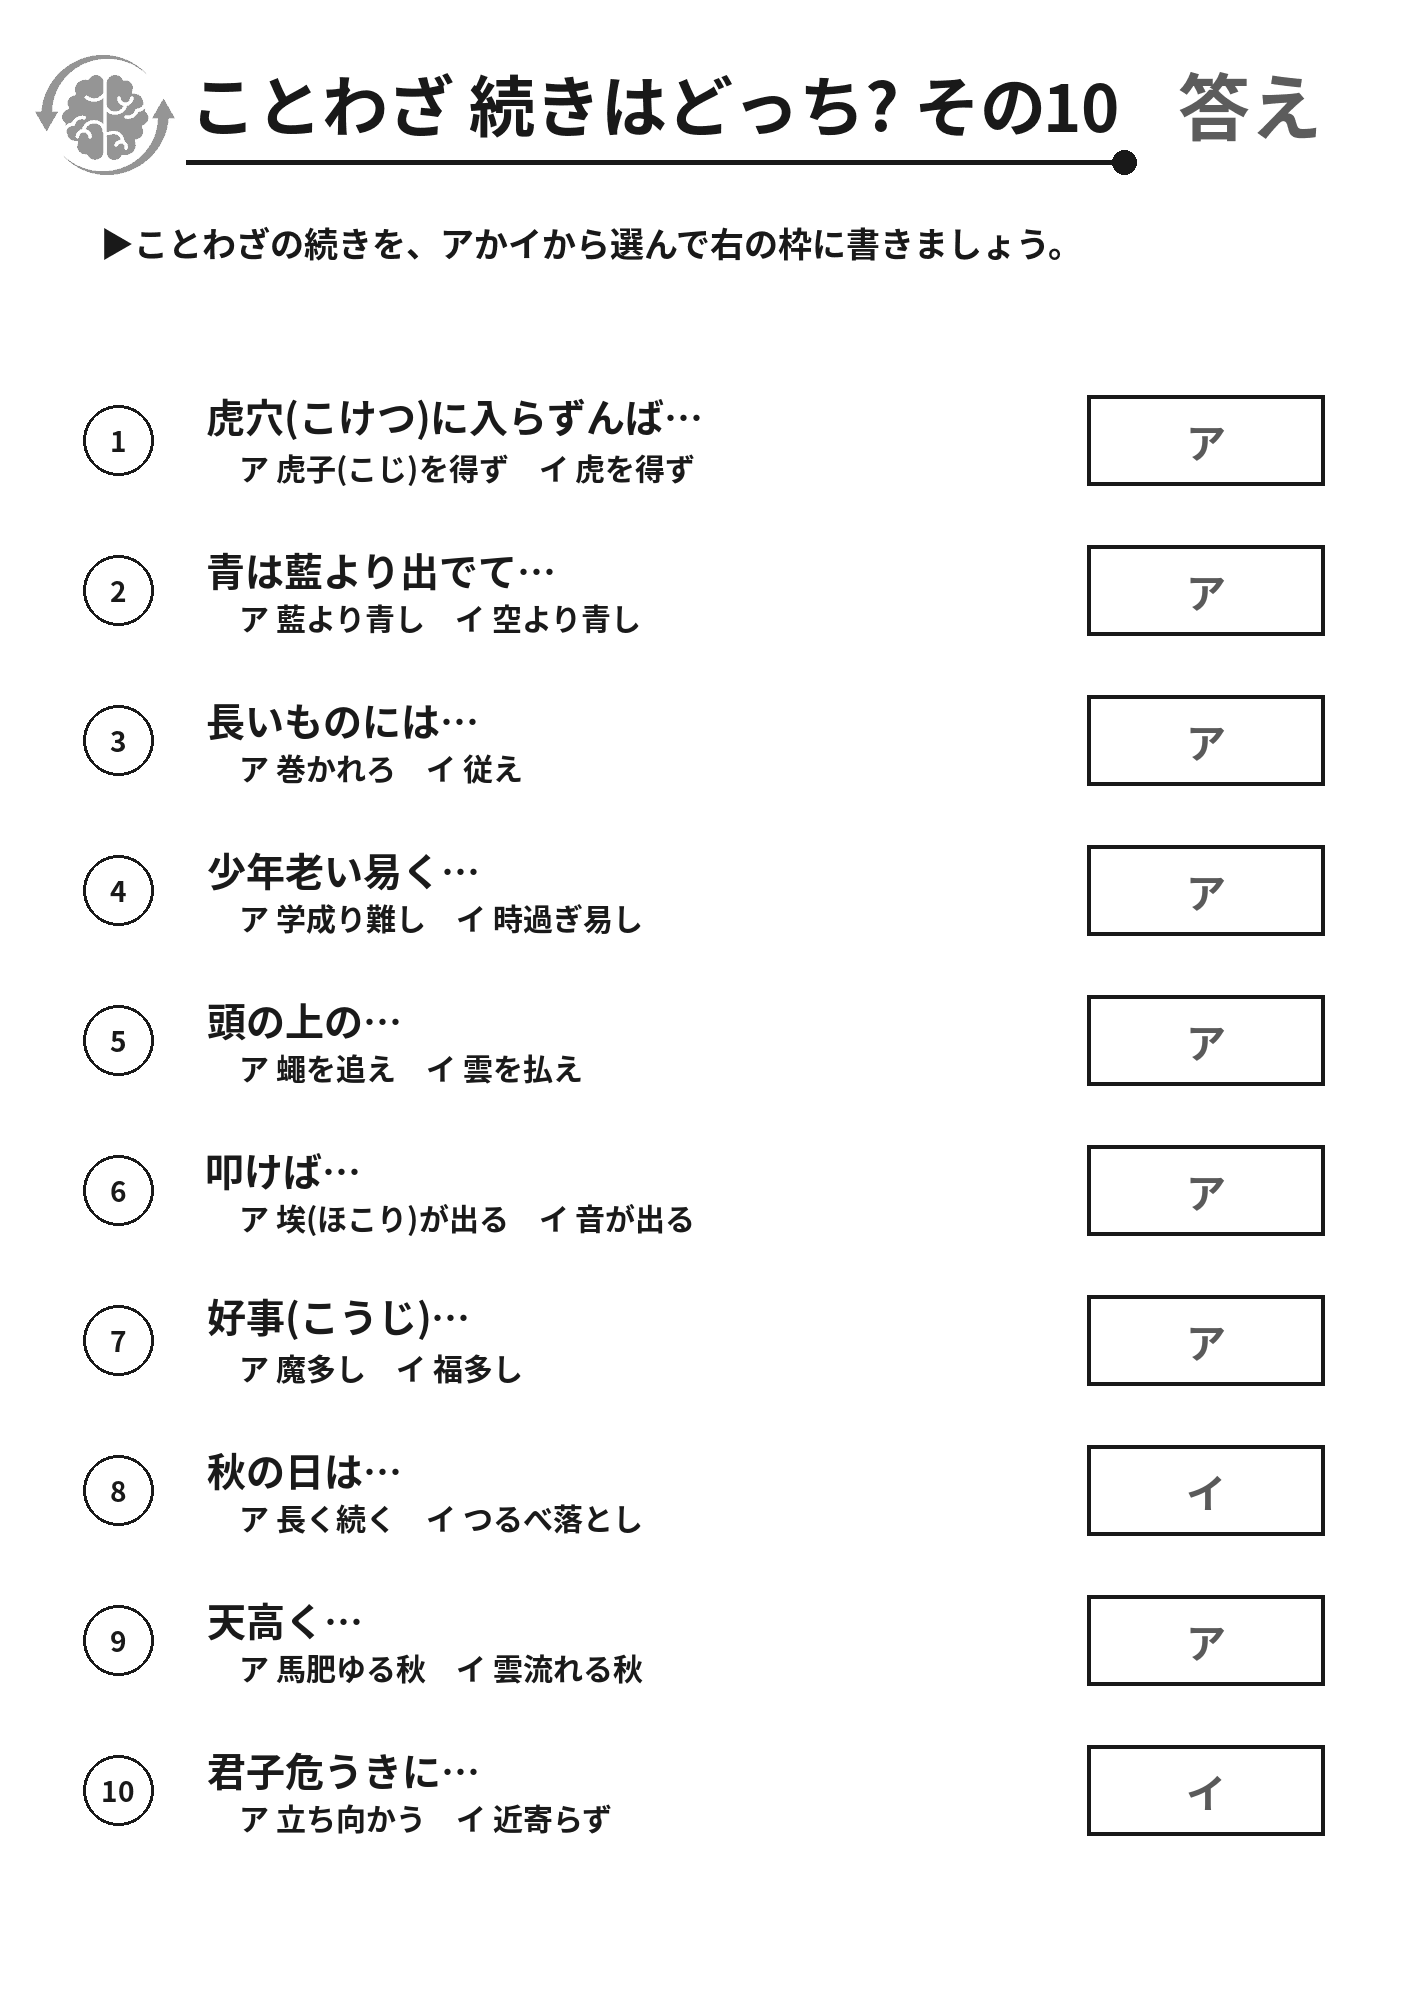 ことわざ 続きはどっち? その10 答え
▶ことわざの続きを、アかイから選んで右の枠に書きましょう。
1 虎穴(こけつ)に入らずんば… ア
ア 虎子(こじ)を得ず イ 虎を得ず
2 青は藍より出でて… ア
ア 藍より青し イ 空より青し
3 長いものには… ア
ア 巻かれろ イ 従え
4 少年老い易く… ア
ア 学成り難し イ 時過ぎ易し
5 頭の上の… ア
ア 蠅を追え イ 雲を払え
6 叩けば… ア
ア 埃(ほこり)が出る イ 音が出る
7 好事(こうじ)… ア
ア 魔多し イ 福多し
8 秋の日は… イ
ア 長く続く イ つるべ落とし
9 天高く… ア
ア 馬肥ゆる秋 イ 雲流れる秋
10 君子危うきに… イ
ア 立ち向かう イ 近寄らず